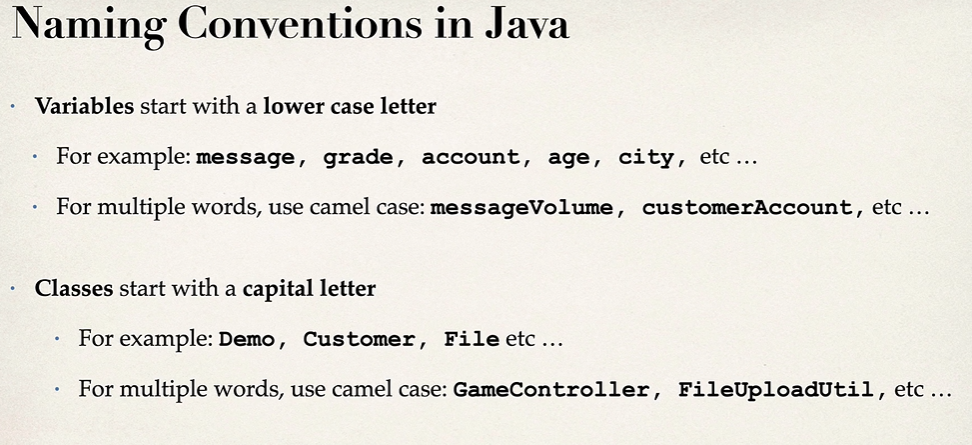 Naming Conventions in Java
· Variables start with a lower case letter
· For example: message, grade, account, age, city, etc …
· For multiple words, use camel case: messageVolume, customerAccount, etc …
· Classes start with a capital letter
· For example: Demo, Customer, File etc …
· For multiple words, use camel case: GameController, FileUploadUtil, etc …